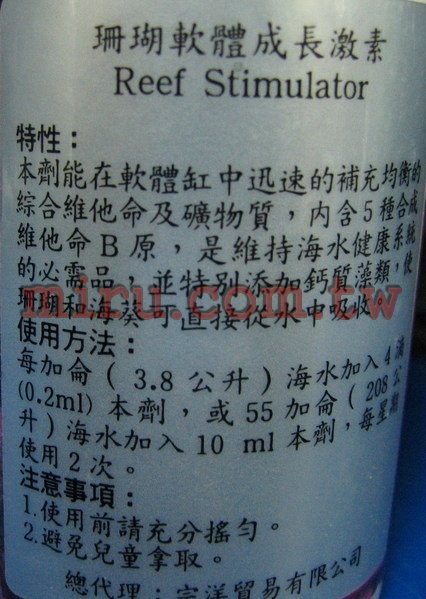 珊瑚軟體成長激素
Reef Stimulator
特性：
本劑能在軟體缸中迅速的補充均衡的
綜合維他命及礦物質，內含5種合成
維他命B原，是維持海水健康系統
的必需品，並特別添加鈣質藻類，使
珊瑚和海葵可直接從水中吸收。
miru.com.tw
使用方法：
每加侖（3.8公升）海水加入4滴
(0.2ml)本劑，或55加侖（208公
升）海水加入10 ml本劑，每星期
使用2次。
注意事項：
1.使用前請充分搖勻。
2.避免兒童拿取。
總代理：宗洋貿易有限公司